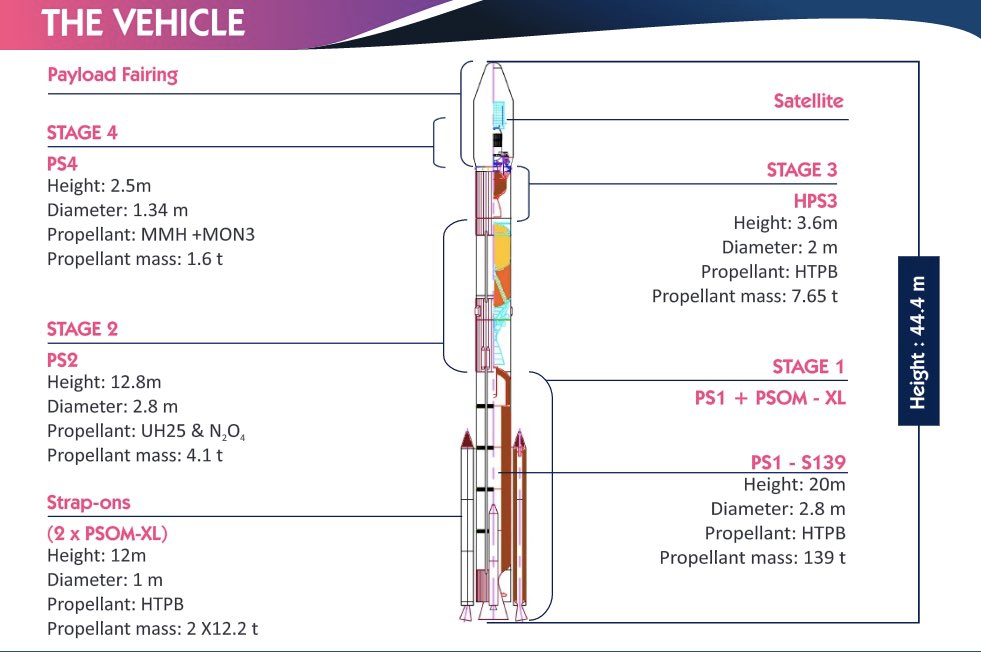 THE VEHICLE
Payload Fairing
STAGE 4
PS4
Height: 2.5m
Diameter: 1.34 m
Propellant: MMH +MON3
Propellant mass: 1.6 t
STAGE 2
PS2
Height: 12.8m
Diameter: 2.8 m
Propellant: UH25 & N₂O₄
Propellant mass: 4.1 t
Strap-ons
(2 x PSOM-XL)
Height: 12m
Diameter: 1 m
Propellant: HTPB
Propellant mass: 2 X12.2 t
Satellite
STAGE 3
HPS3
Height: 3.6m
Diameter: 2 m
Propellant: HTPB
Propellant mass: 7.65 t
STAGE 1
PS1 + PSOM - XL
PS1 - S139
Height: 20m
Diameter: 2.8 m
Propellant: HTPB
Propellant mass: 139 t
Height : 44.4 m